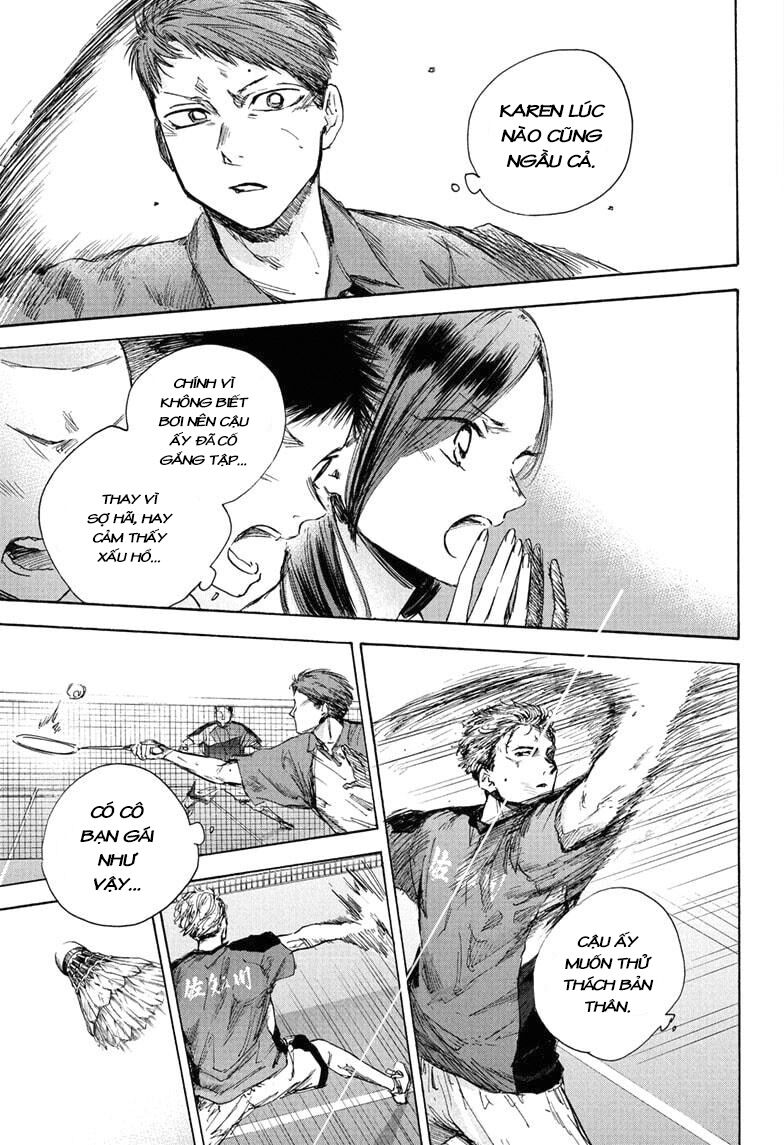 KAREN LÚC
NÀO CŨNG
NGẦU CẢ.
CHÍNH VÌ
KHÔNG BIẾT
BƠI NÊN CẬU
ẤY ĐÃ CỐ
GẮNG TẬP...
THAY VÌ
SỢ HÃI, HAY
CẢM THẤY
XẤU HỔ...
CẬU ẤY
MUỐN THỬ
THÁCH BẢN
THÂN.
CÓ CÔ
BẠN GÁI
NHƯ
VẬY...